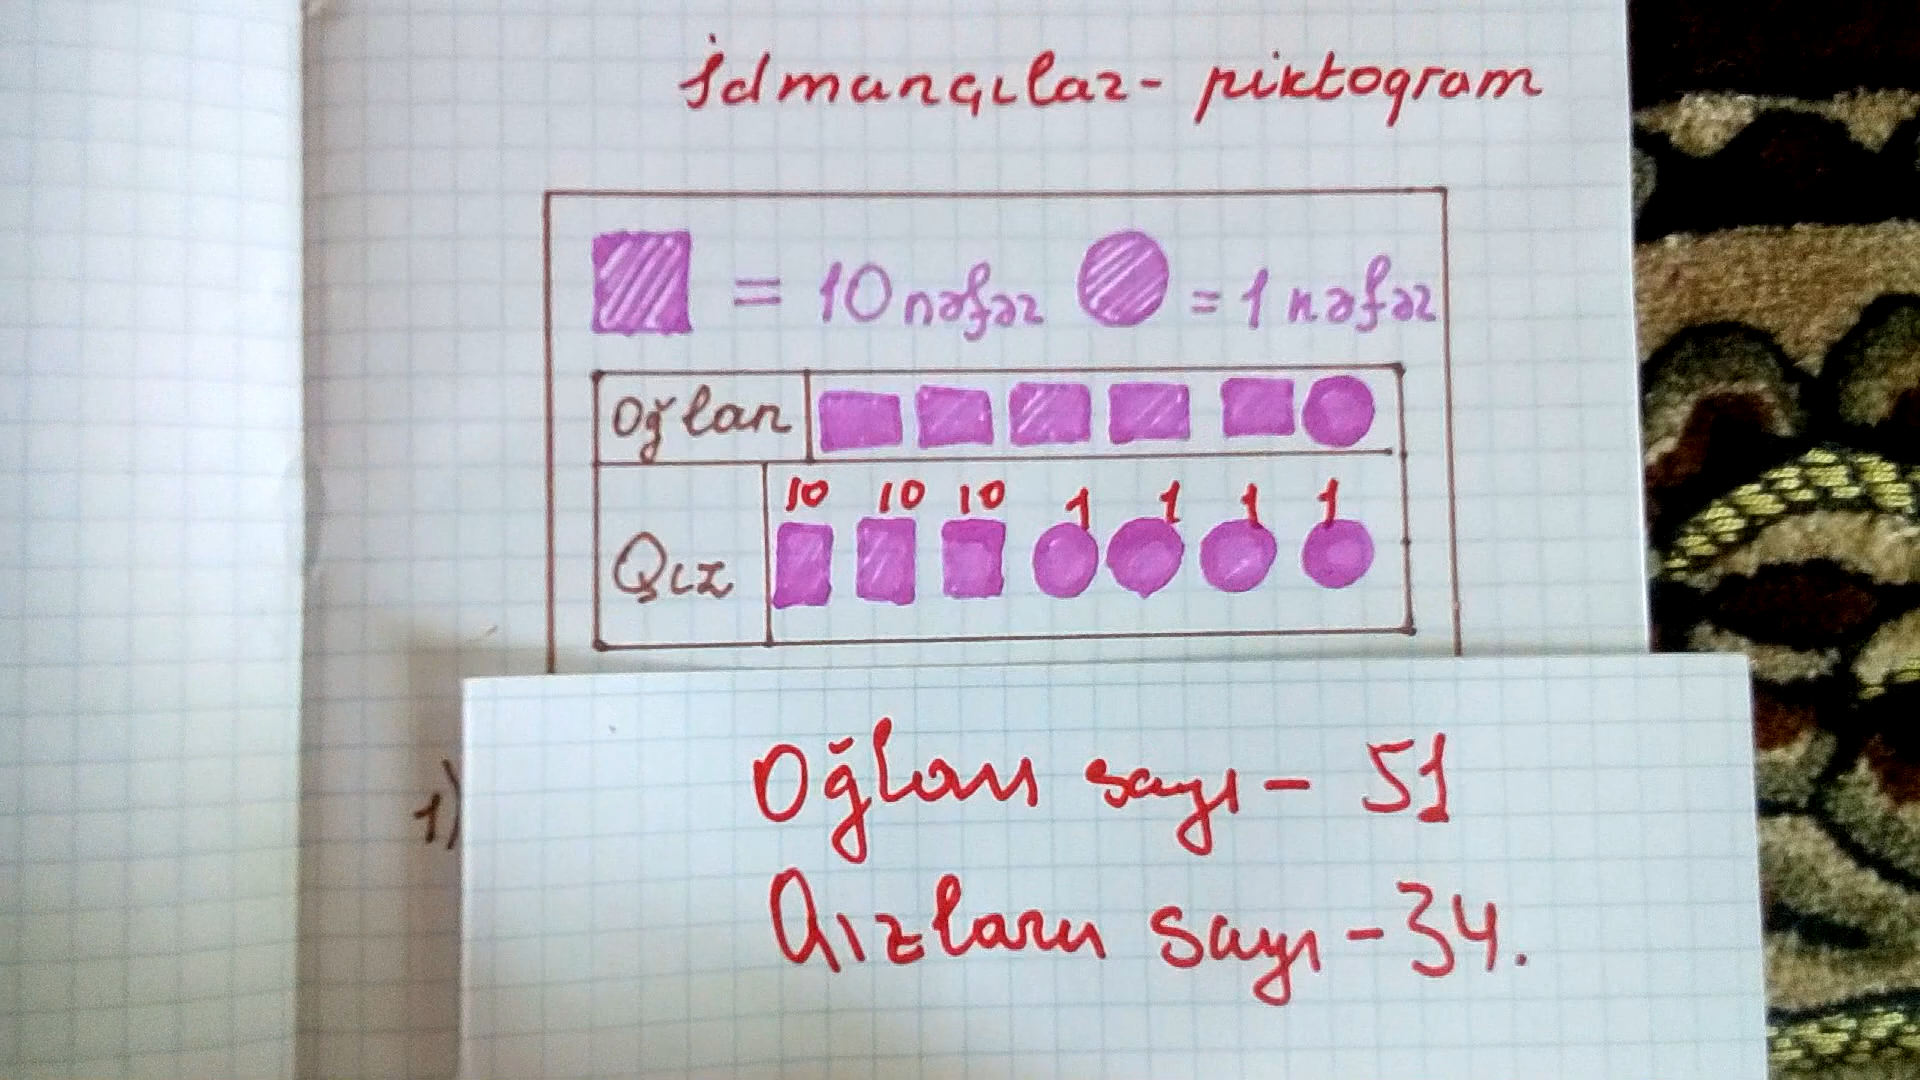 İdmançılar - piktogram
= 10 nəfər = 1 nəfər
Oğlan
10 10 10 1 1 1 1
Qız
1)
Oğlan sayı - 51
Qızların sayı - 34.